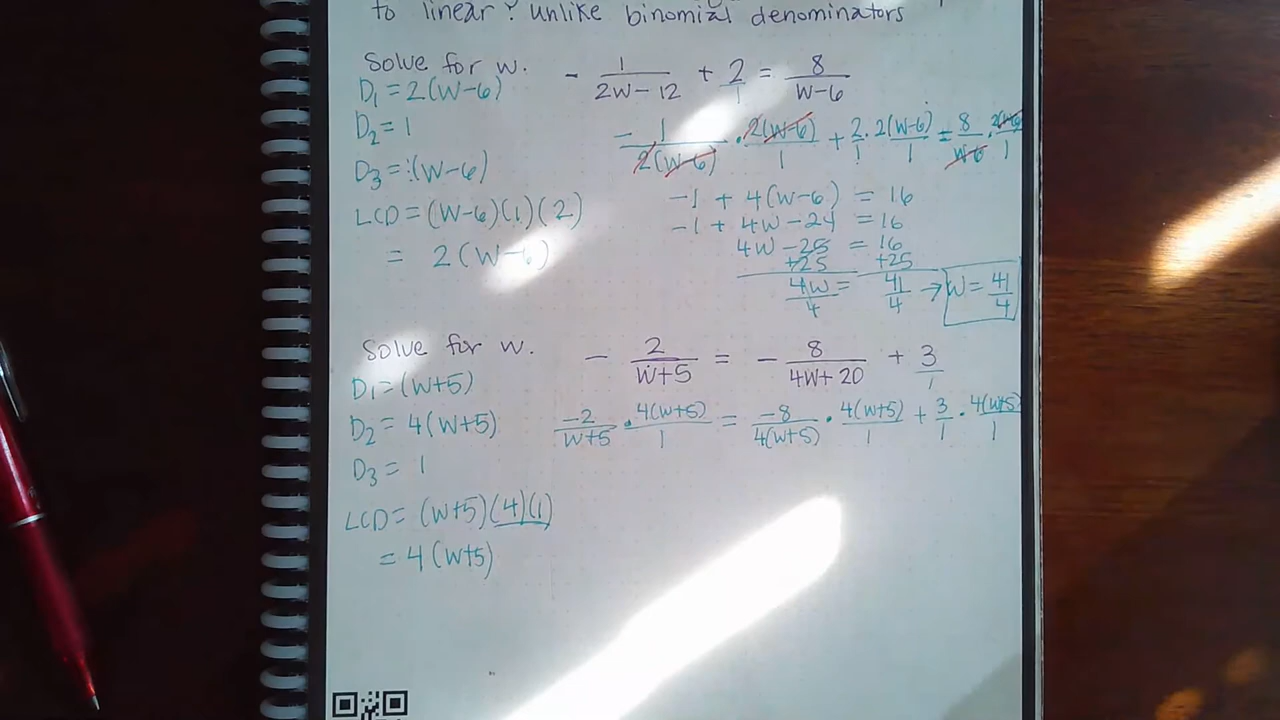 to linear: unlike binomial denominators
Solve for w. - 1/(2w-12) + 2/1 = 8/(w-6)
D₁ = 2(w-6)
D₂ = 1
-1/(2(w-6)) · 2(w-6)/1 + 2/1 · 2(w-6)/1 = 8/(w-6) · 2(w-6)/1
D₃ = (w-6)
-1 + 4(w-6) = 16
LCD = (w-6)(1)(2)
-1 + 4w-24 = 16
= 2(w-6)
4w-25 = 16
+25 +25
4w/4 = 41/4 → w = 41/4
Solve for w. - 2/(w+5) = - 8/(4w+20) + 3/1
D₁ = (w+5)
D₂ = 4(w+5)
-2/(w+5) · 4(w+5)/1 = -8/(4(w+5)) · 4(w+5)/1 + 3/1 · 4(w+5)/1
D₃ = 1
LCD = (w+5)(4)(1)
= 4(w+5)